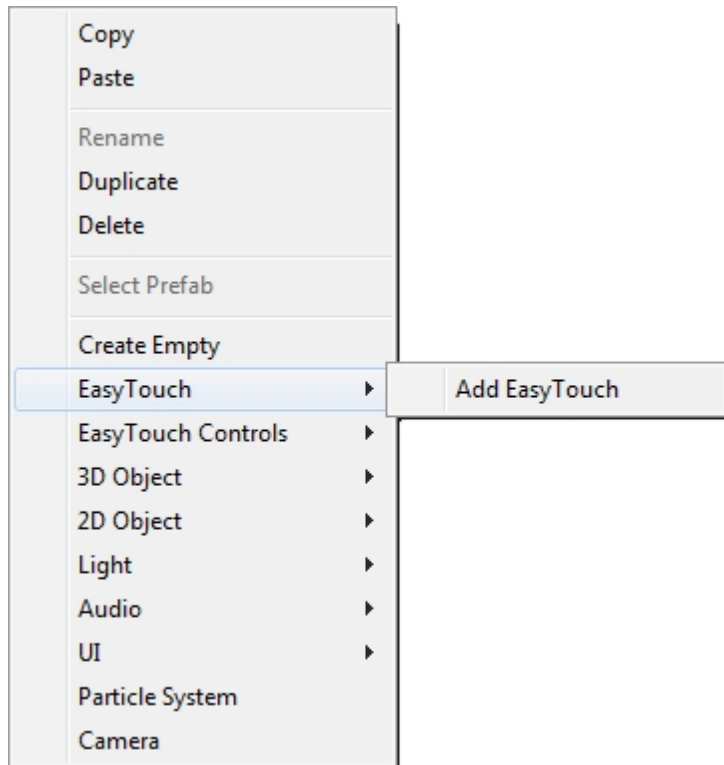 Copy
Paste
Rename
Duplicate
Delete
Select Prefab
Create Empty
EasyTouch
Add EasyTouch
EasyTouch Controls
3D Object
2D Object
Light
Audio
UI
Particle System
Camera